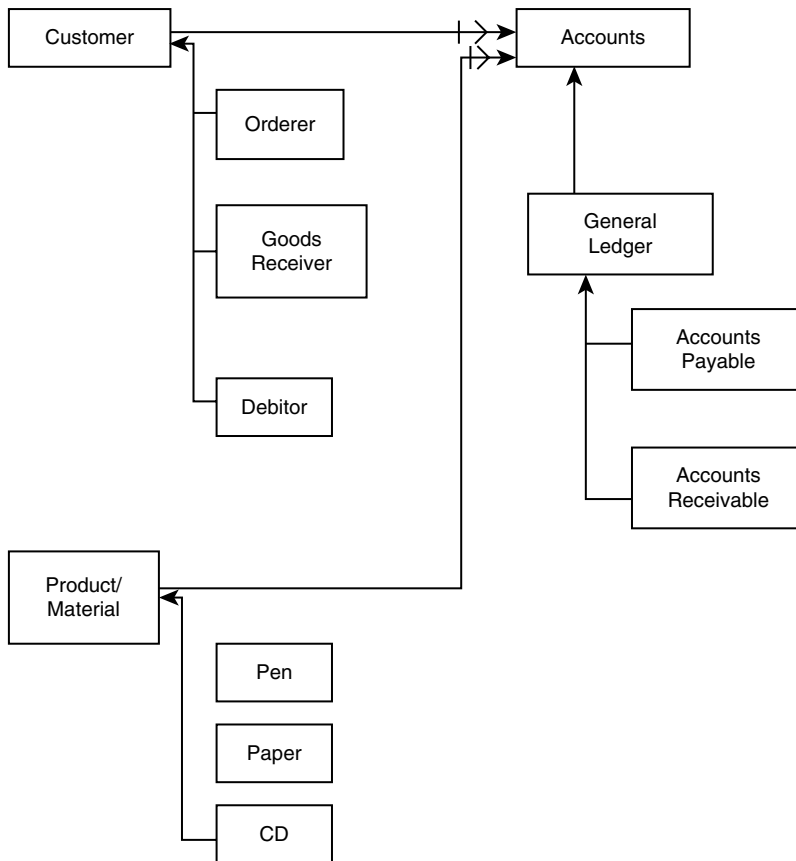 Customer
Accounts
Orderer
General
Ledger
Goods
Receiver
Accounts
Payable
Debitor
Accounts
Receivable
Product/
Material
Pen
Paper
CD